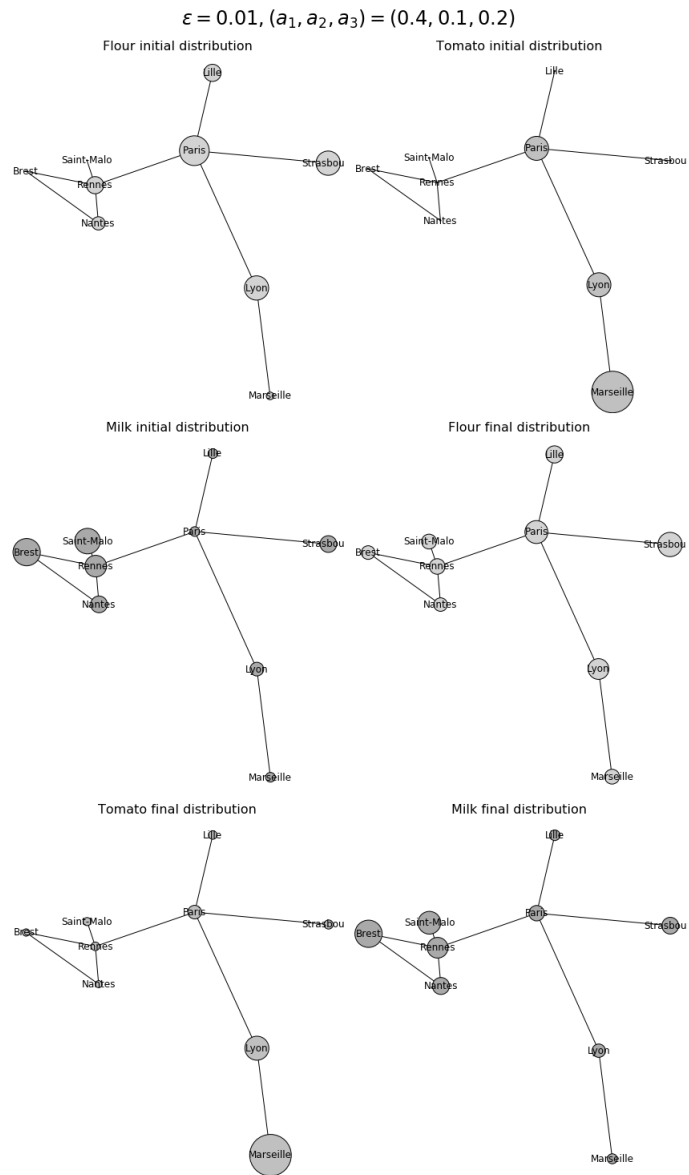 ε = 0.01, (a₁, a₂, a₃) = (0.4, 0.1, 0.2)
Flour initial distribution
Lille
Paris
Saint-Malo
Strasbou
Brest
Rennes
Nantes
Lyon
Marseille
Tomato initial distribution
Lille
Paris
Saint-Malo
Strasbou
Brest
Rennes
Nantes
Lyon
Marseille
Milk initial distribution
Lille
Paris
Saint-Malo
Strasbou
Brest
Rennes
Nantes
Lyon
Marseille
Flour final distribution
Lille
Paris
Saint-Malo
Strasbou
Brest
Rennes
Nantes
Lyon
Marseille
Tomato final distribution
Lille
Paris
Saint-Malo
Strasbou
Brest
Rennes
Nantes
Lyon
Marseille
Milk final distribution
Lille
Paris
Saint-Malo
Strasbou
Brest
Rennes
Nantes
Lyon
Marseille